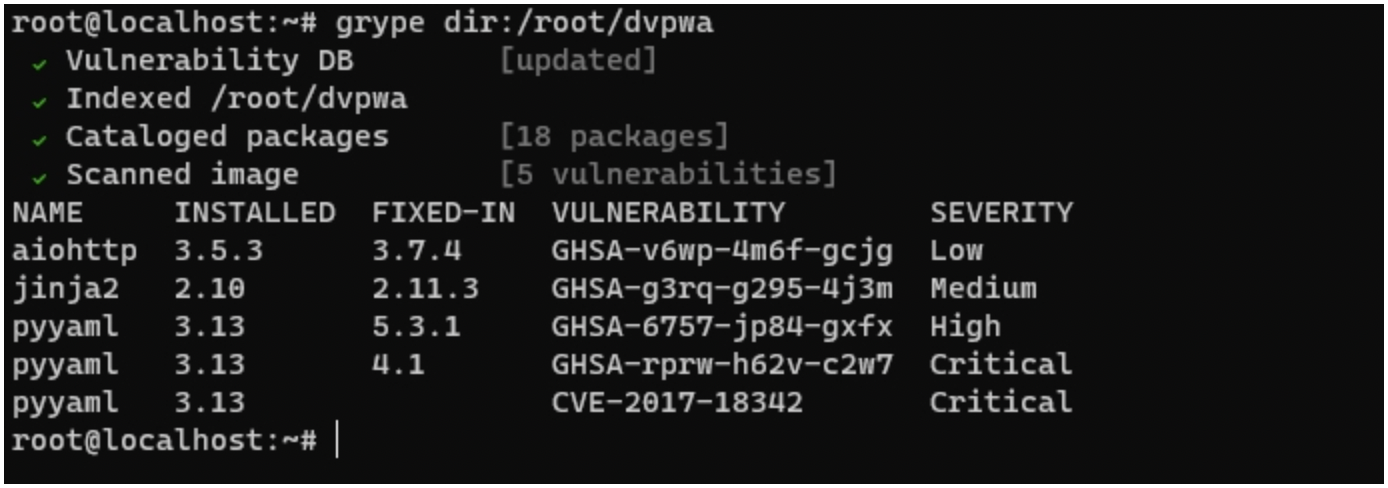 root@localhost:~# grype dir:/root/dvpwa
✓ Vulnerability DB [updated]
✓ Indexed /root/dvpwa
✓ Cataloged packages [18 packages]
✓ Scanned image [5 vulnerabilities]
NAME INSTALLED FIXED-IN VULNERABILITY SEVERITY
aiohttp 3.5.3 3.7.4 GHSA-v6wp-4m6f-gcjg Low
jinja2 2.10 2.11.3 GHSA-g3rq-g295-4j3m Medium
pyyaml 3.13 5.3.1 GHSA-6757-jp84-gxfx High
pyyaml 3.13 4.1 GHSA-rprw-h62v-c2w7 Critical
pyyaml 3.13 CVE-2017-18342 Critical
root@localhost:~#